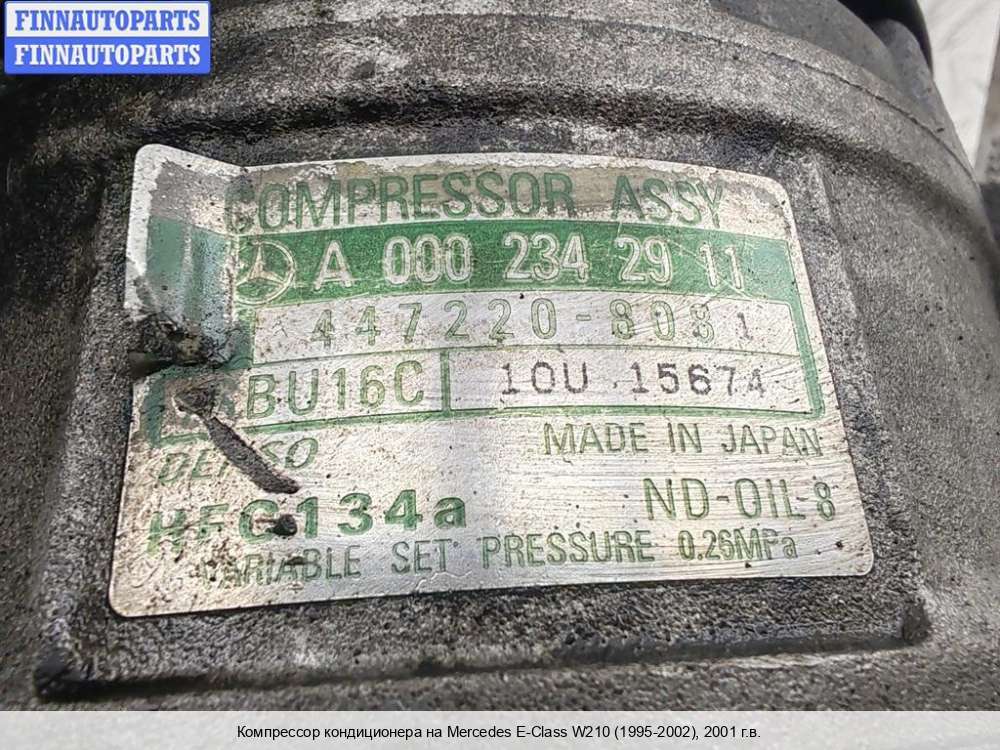 FINNAUTOPARTS
FINNAUTOPARTS
COMPRESSOR ASSY
A 000 234 29 11
447220-8081
BU16C 10U 15674
DENSO MADE IN JAPAN
HFC134a ND-OIL 8
VARIABLE SET PRESSURE 0.26MPa
Компрессор кондиционера на Mercedes E-Class W210 (1995-2002), 2001 г.в.